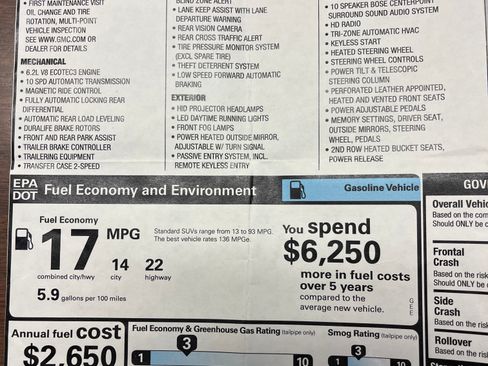 • FIRST MAINTENANCE VISIT
OIL CHANGE AND TIRE
ROTATION, MULTI-POINT
VEHICLE INSPECTION
SEE WWW.GMC.COM OR
DEALER FOR DETAILS
MECHANICAL
• 6.2L V8 ECOTEC3 ENGINE
• 10 SPD AUTOMATIC TRANSMISSION
• MAGNETIC RIDE CONTROL
• FULLY AUTOMATIC LOCKING REAR
DIFFERENTIAL
• AUTOMATIC REAR LOAD LEVELING
• DURALIFE BRAKE ROTORS
• FRONT AND REAR PARK ASSIST
• TRAILER BRAKE CONTROLLER
• TRAILERING EQUIPMENT
• TRANSFER CASE 2-SPEED
BLIND ZONE ALERT
• LANE KEEP ASSIST WITH LANE
DEPARTURE WARNING
• REAR VISION CAMERA
• REAR CROSS TRAFFIC ALERT
• TIRE PRESSURE MONITOR SYSTEM
(EXCL SPARE TIRE)
• THEFT DETERRENT SYSTEM
• LOW SPEED FORWARD AUTOMATIC
BRAKING
EXTERIOR
• HID PROJECTOR HEADLAMPS
• LED DAYTIME RUNNING LIGHTS
• FRONT FOG LAMPS
• POWER HEATED OUTSIDE MIRROR,
ADJUSTABLE W/ TURN SIGNAL
• PASSIVE ENTRY SYSTEM, INCL.
REMOTE KEYLESS ENTRY
• 10 SPEAKER BOSE CENTERPOINT
SURROUND SOUND AUDIO SYSTEM
• HD RADIO
• TRI-ZONE AUTOMATIC HVAC
• KEYLESS START
• HEATED STEERING WHEEL
• STEERING WHEEL CONTROLS
• POWER TILT & TELESCOPIC
STEERING COLUMN
• PERFORATED LEATHER APPOINTED,
HEATED AND VENTED FRONT SEATS
• POWER ADJUSTABLE PEDALS
• MEMORY SETTINGS, DRIVER SEAT,
OUTSIDE MIRRORS, STEERING
WHEEL, PEDALS
• 2ND ROW HEATED BUCKET SEATS,
POWER RELEASE
EPA
DOT
Fuel Economy and Environment
Gasoline Vehicle
Fuel Economy
17 MPG
combined city/hwy
14
city
22
highway
Standard SUVs range from 13 to 93 MPG.
The best vehicle rates 136 MPGe.
5.9 gallons per 100 miles
You spend
$6,250
more in fuel costs
over 5 years
compared to the
average new vehicle.
Annual fuel cost
$2,650
Fuel Economy & Greenhouse Gas Rating (tailpipe only)
3
1
10
Smog Rating (tailpipe only)
3
1
10
GOV
Overall Vehic
Based on the com
Should ONLY be c
Frontal
Crash
Based on the risk
Should ONLY be c
Side
Crash
Based on the risk
Rollover
Based on the risk